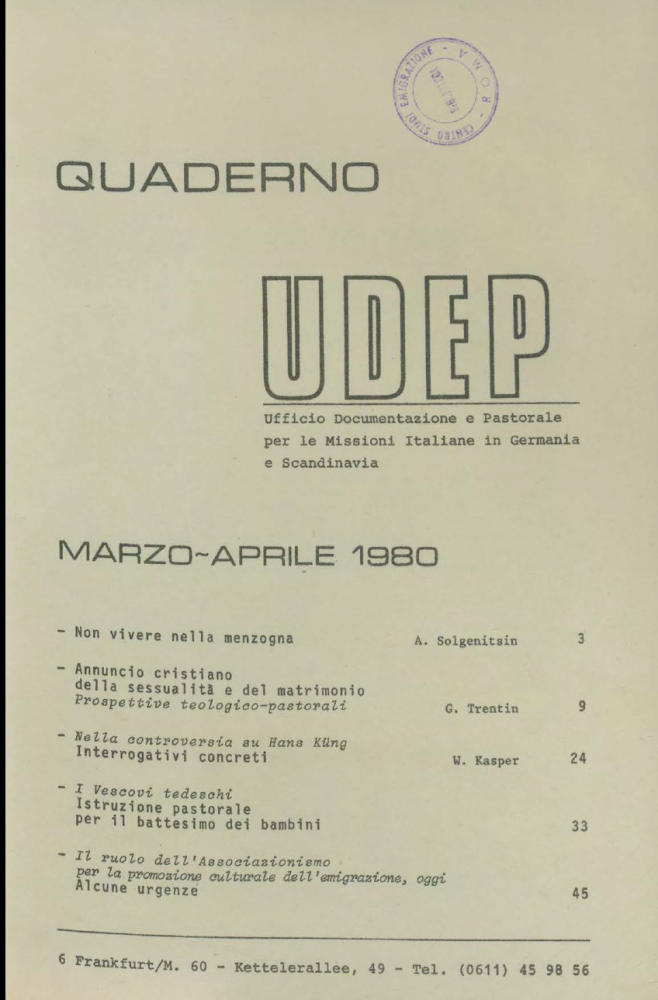 CENTRO STUDI EMIGRAZIONE - ROMA -
QUADERNO
UDEP
Ufficio Documentazione e Pastorale
per le Missioni Italiane in Germania
e Scandinavia
MARZO~APRILE 1980
- Non vivere nella menzogna A. Solgenitsin 3
- Annuncio cristiano
della sessualità e del matrimonio
Prospettive teologico-pastorali G. Trentin 9
- Nella controversia su Hans Küng
Interrogativi concreti W. Kasper 24
- I Vescovi tedeschi
Istruzione pastorale
per il battesimo dei bambini 33
- Il ruolo dell'Associazionismo
per la promozione culturale dell'emigrazione, oggi
Alcune urgenze 45
6 Frankfurt/M. 60 - Kettelerallee, 49 - Tel. (0611) 45 98 56